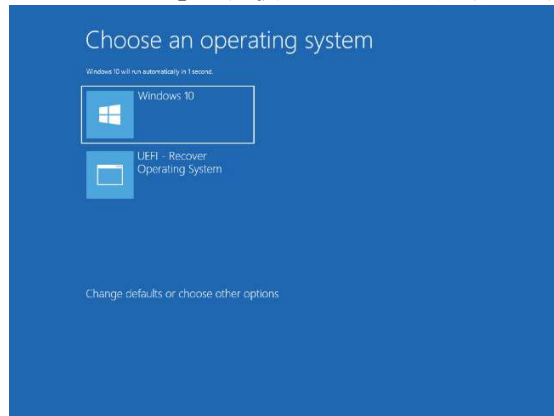 Choose an operating system
Windows 10 will run automatically in 1 second.
Windows 10
UEFI - Recover
Operating System
Change defaults or choose other options